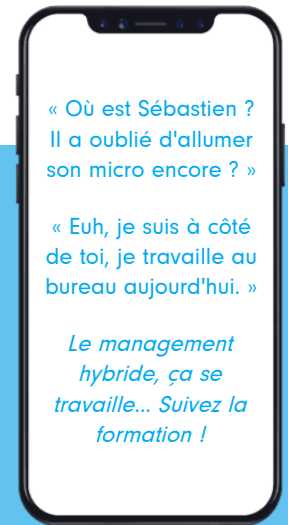 « Où est Sébastien ?
Il a oublié d'allumer
son micro encore ? »
« Euh, je suis à côté
de toi, je travaille au
bureau aujourd'hui. »
Le management
hybride, ça se
travaille... Suivez la
formation !